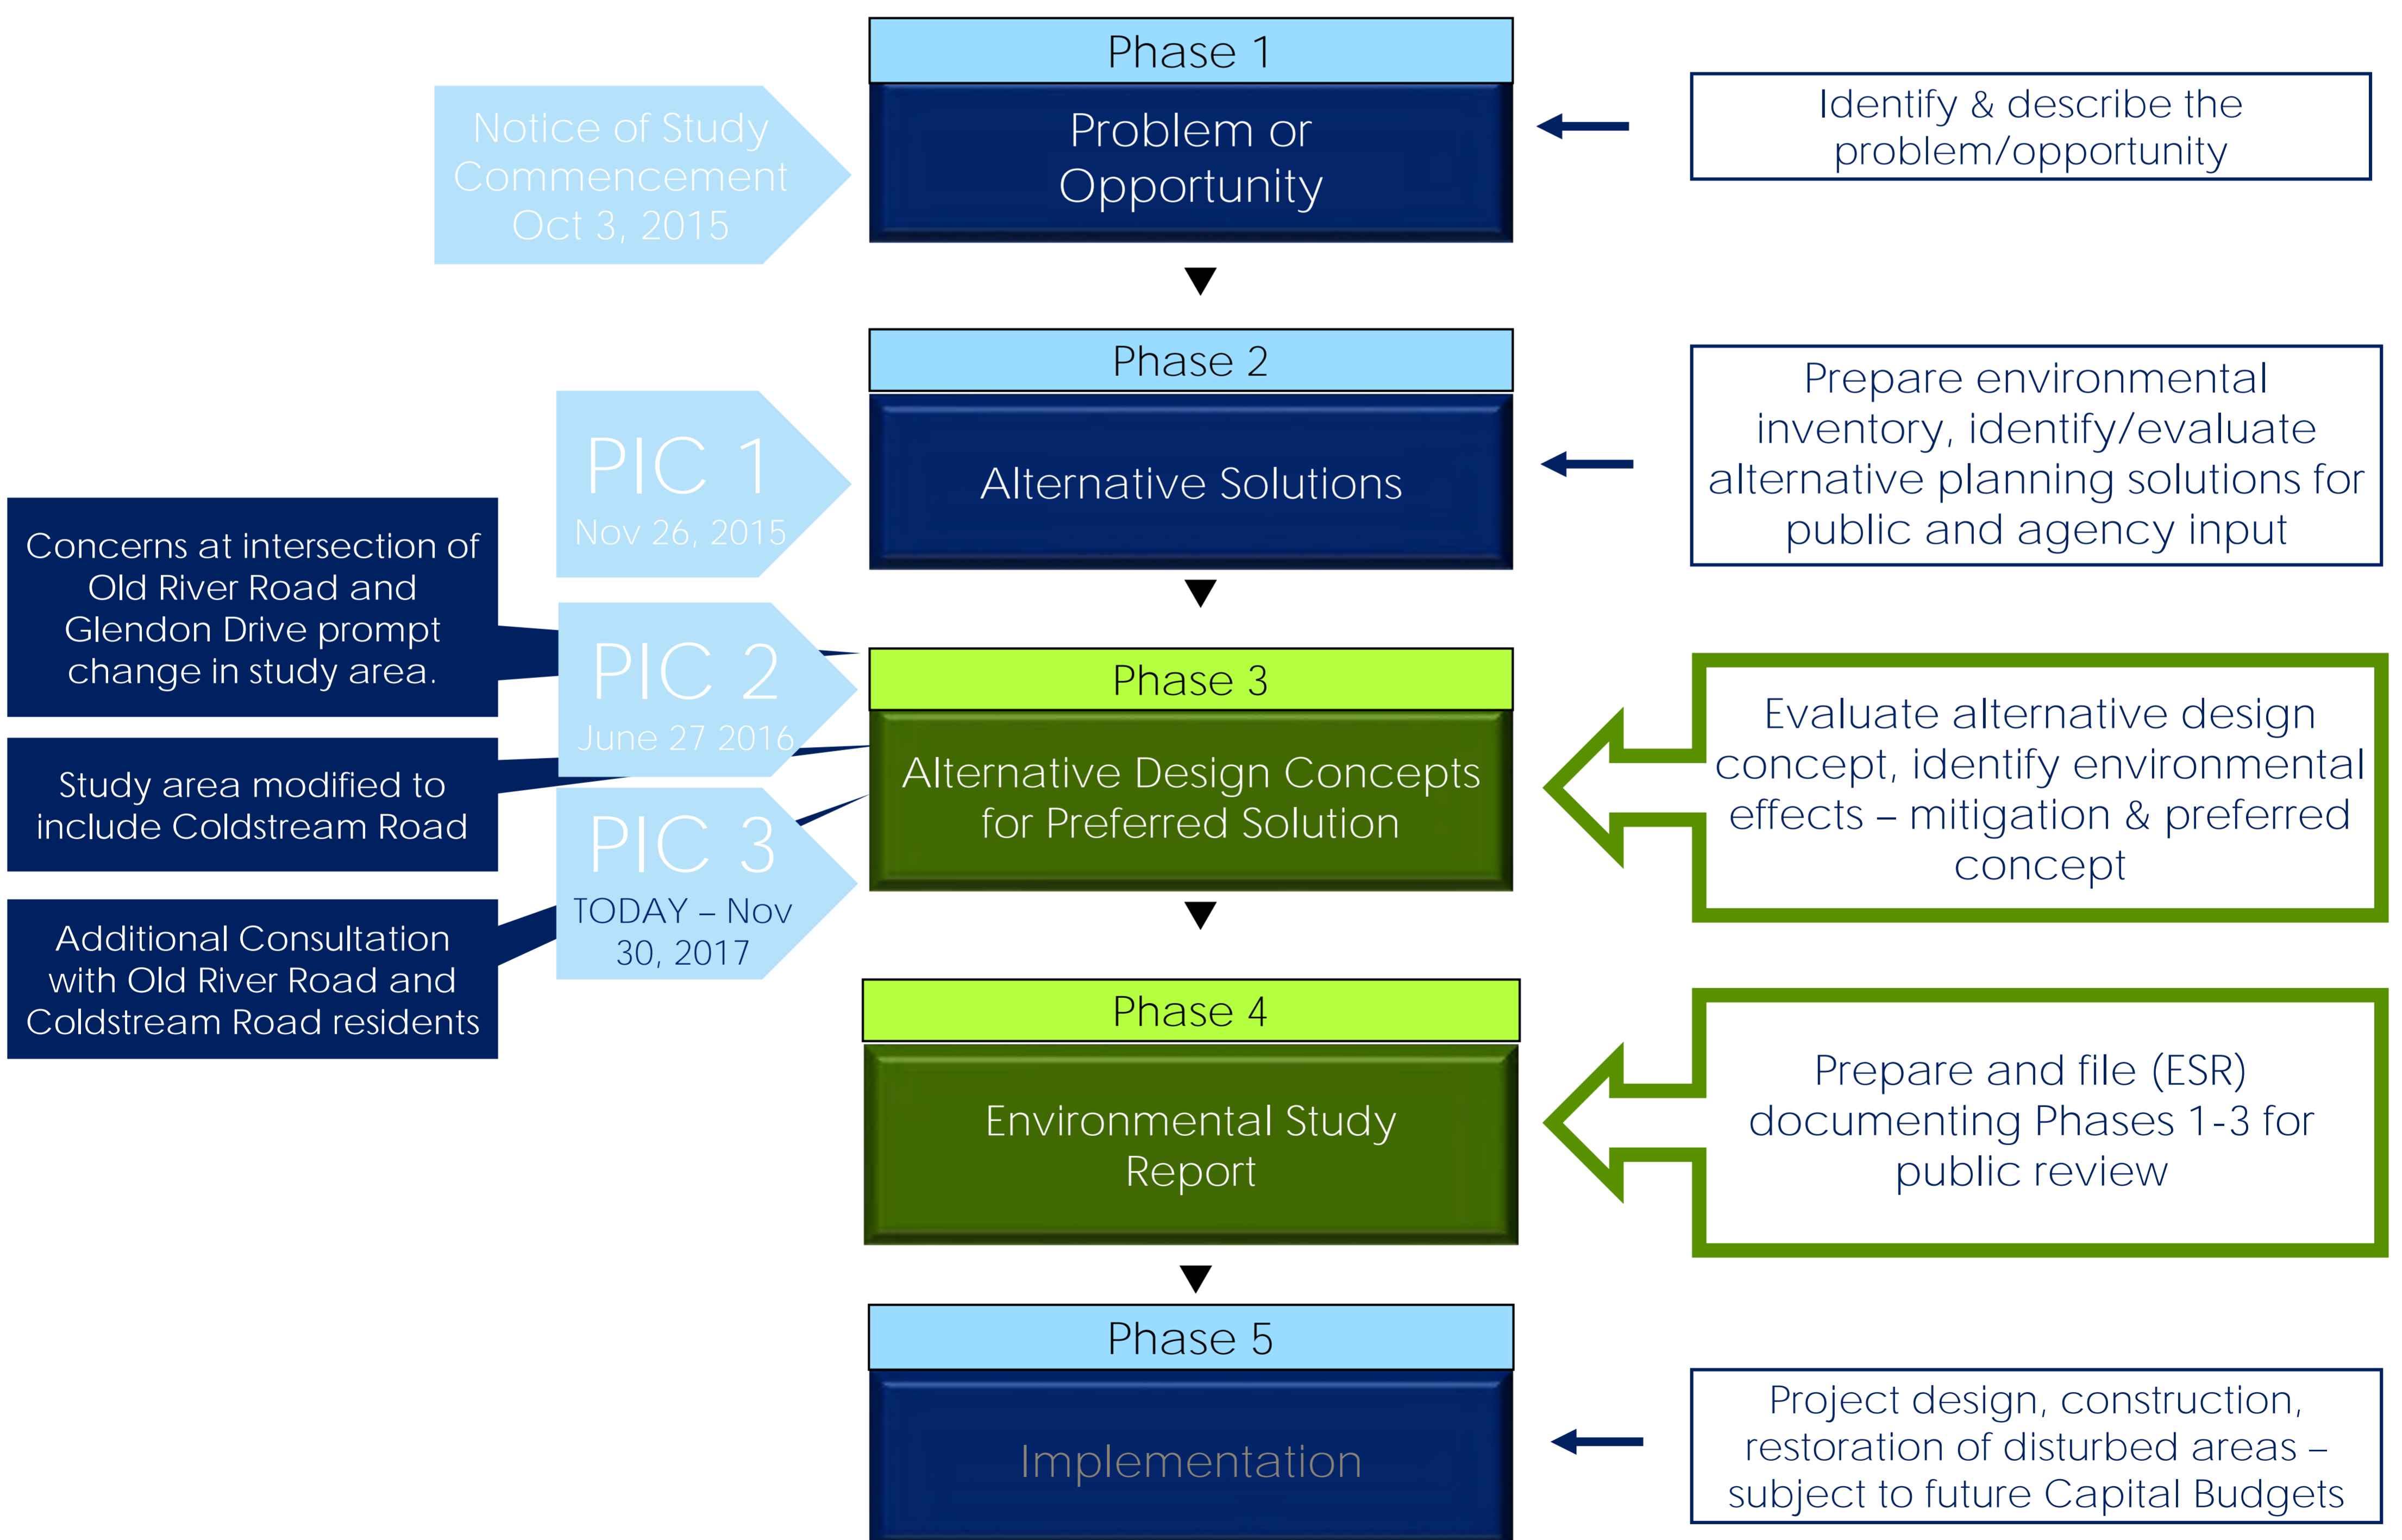 Phase 1
Notice of Study
Commencement
Oct 3, 2015
Problem or
Opportunity
Identify & describe the
problem/opportunity
Phase 2
PIC 1
Nov 26, 2015
Alternative Solutions
Prepare environmental
inventory, identify/evaluate
alternative planning solutions for
public and agency input
Concerns at intersection of
Old River Road and
Glendon Drive prompt
change in study area.
PIC 2
June 27 2016
Study area modified to
include Coldstream Road
PIC 3
TODAY – Nov
30, 2017
Additional Consultation
with Old River Road and
Coldstream Road residents
Phase 3
Alternative Design Concepts
for Preferred Solution
Evaluate alternative design
concept, identify environmental
effects – mitigation & preferred
concept
Phase 4
Environmental Study
Report
Prepare and file (ESR)
documenting Phases 1-3 for
public review
Phase 5
Implementation
Project design, construction,
restoration of disturbed areas –
subject to future Capital Budgets